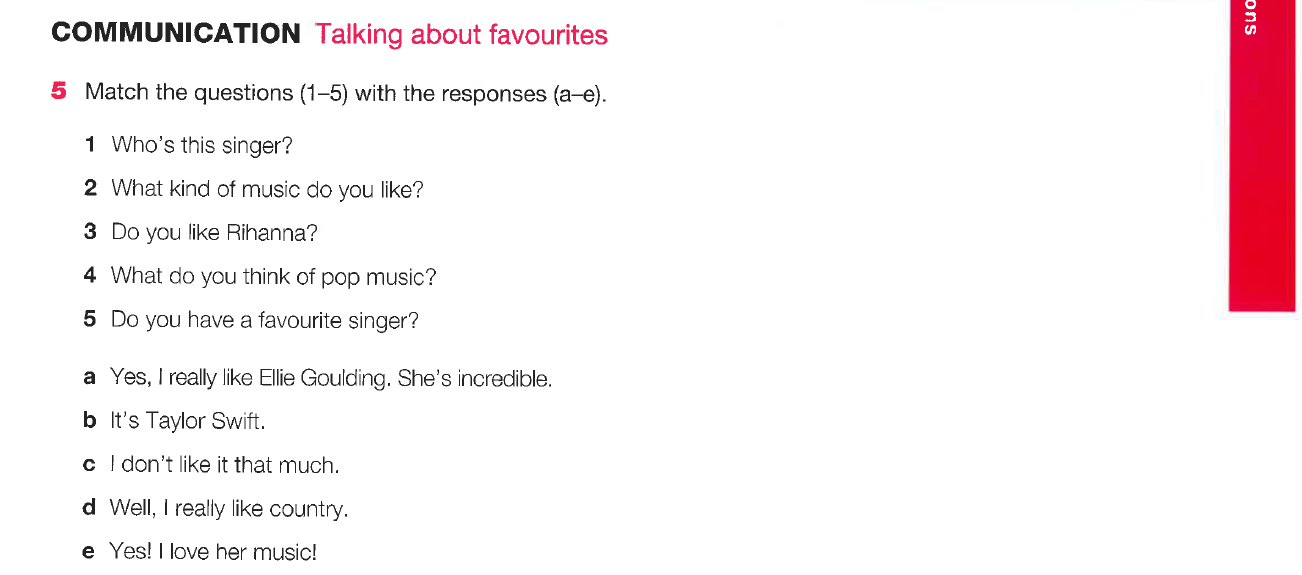 ons
COMMUNICATION Talking about favourites
5 Match the questions (1–5) with the responses (a–e).
1 Who's this singer?
2 What kind of music do you like?
3 Do you like Rihanna?
4 What do you think of pop music?
5 Do you have a favourite singer?
a Yes, I really like Ellie Goulding. She's incredible.
b It's Taylor Swift.
c I don't like it that much.
d Well, I really like country.
e Yes! I love her music!